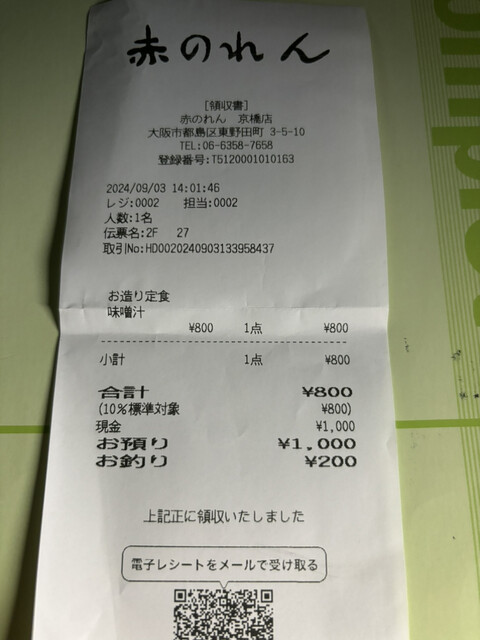 赤のれん
[領収書]
赤のれん 京橋店
大阪市都島区東野田町 3-5-10
TEL:06-6358-7658
登録番号:T5120001010163
2024/09/03 14:01:46
レジ:0002 担当:0002
人数:1名
伝票名:2F 27
取引No:HD0020240903133958437
お造り定食
味噌汁
¥800 1点 ¥800
小計 1点 ¥800
合計 ¥800
(10%標準対象 ¥800)
現金 ¥1,000
お預り ¥1,000
お釣り ¥200
上記正に領収いたしました
電子レシートをメールで受け取る